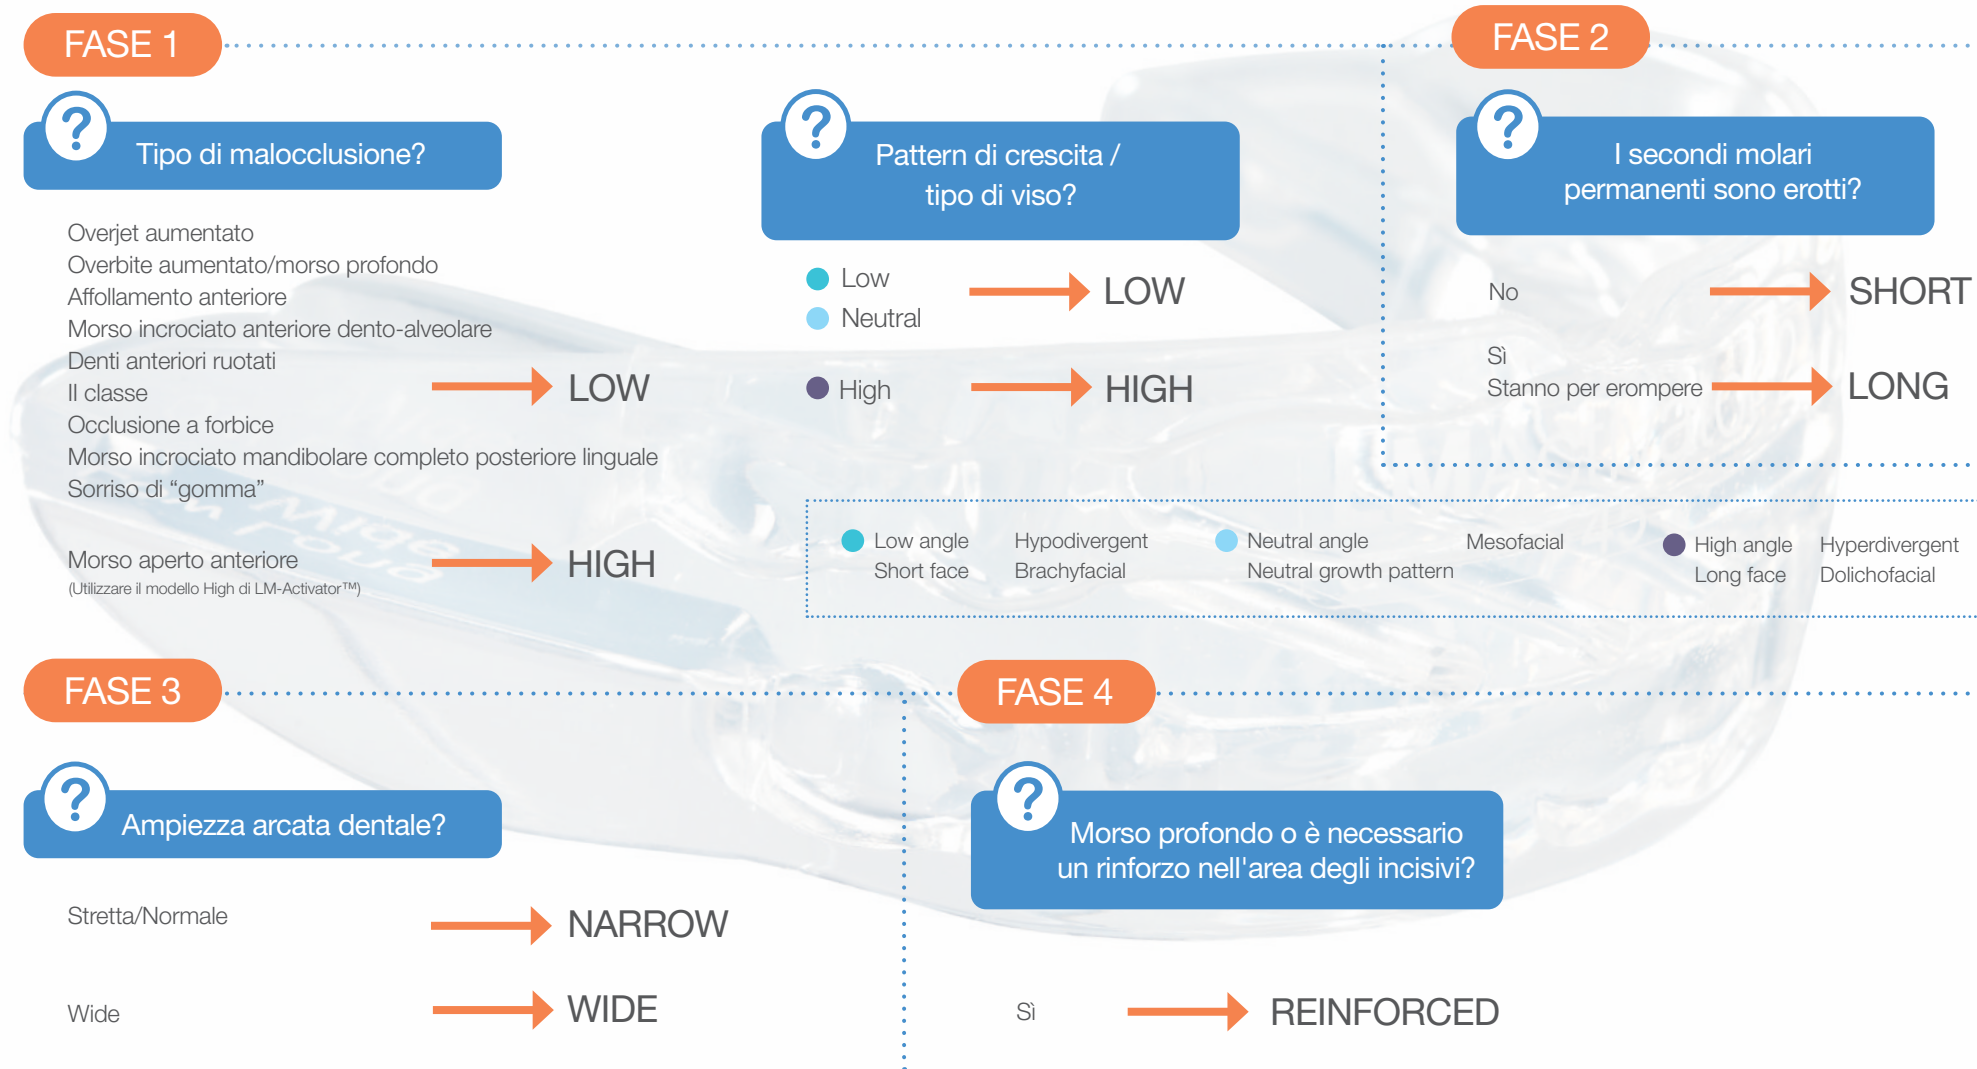 FASE 1
Tipo di malocclusione?
Overjet aumentato
Overbite aumentato/morso profondo
Affollamento anteriore
Morso incrociato anteriore dento-alveolare
Denti anteriori ruotati
II classe
Occlusione a forbice
Morso incrociato mandibolare completo posteriore linguale
Sorriso di “gomma”
LOW
Morso aperto anteriore
(Utilizzare il modello High di LM-Activator™)
HIGH
Pattern di crescita /
tipo di viso?
Low
Neutral
LOW
High
HIGH
FASE 2
I secondi molari
permanenti sono erotti?
No
SHORT
Sì
Stanno per erompere
LONG
Low angle
Short face
Hypodivergent
Brachyfacial
Neutral angle
Neutral growth pattern
Mesofacial
High angle
Long face
Hyperdivergent
Dolichofacial
FASE 3
Ampiezza arcata dentale?
Stretta/Normale
NARROW
Wide
WIDE
FASE 4
Morso profondo o è necessario
un rinforzo nell'area degli incisivi?
Sì
REINFORCED